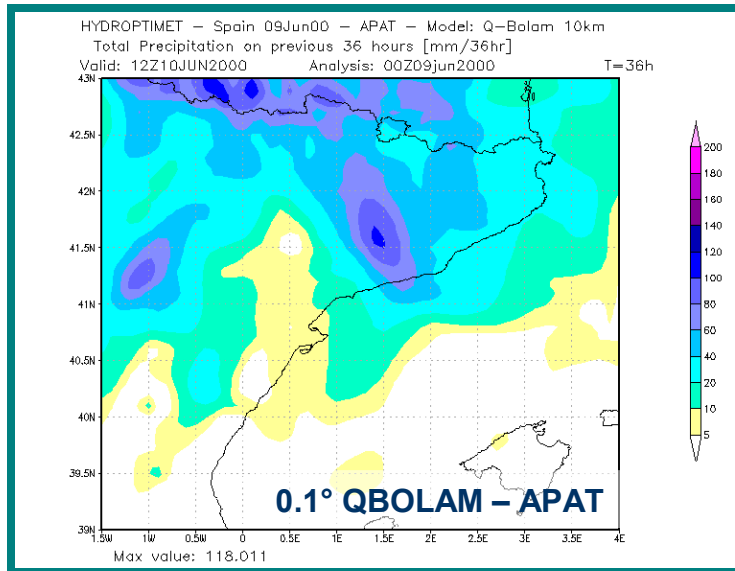 HYDROPTIMET - Spain 09Jun00 - APAT - Model: Q-Bolam 10km
Total Precipitation on previous 36 hours [mm/36hr]
Valid: 12Z10JUN2000 Analysis: 00Z09jun2000 T=36h
43N
42.5N
42N
41.5N
41N
40.5N
40N
39.5N
39N
1.5W 1W 0.5W 0 0.5E 1E 1.5E 2E 2.5E 3E 3.5E 4E
0.1° QBOLAM – APAT
Max value: 118.011
200
180
160
140
120
100
80
60
40
20
10
5